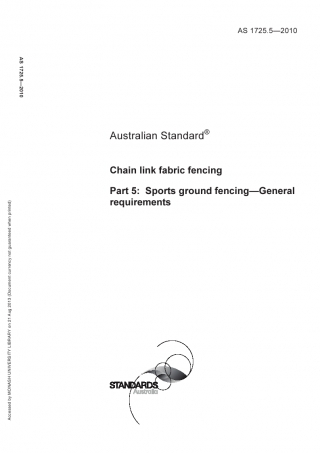 AS 1725.5—2010
AS 1725.5—2010
Australian Standard®
Chain link fabric fencing
Part 5: Sports ground fencing—General
requirements
Accessed by MONASH UNIVERSITY LIBRARY on 21 Aug 2010 (Document currency not guaranteed when printed)
STANDARDS
Australia